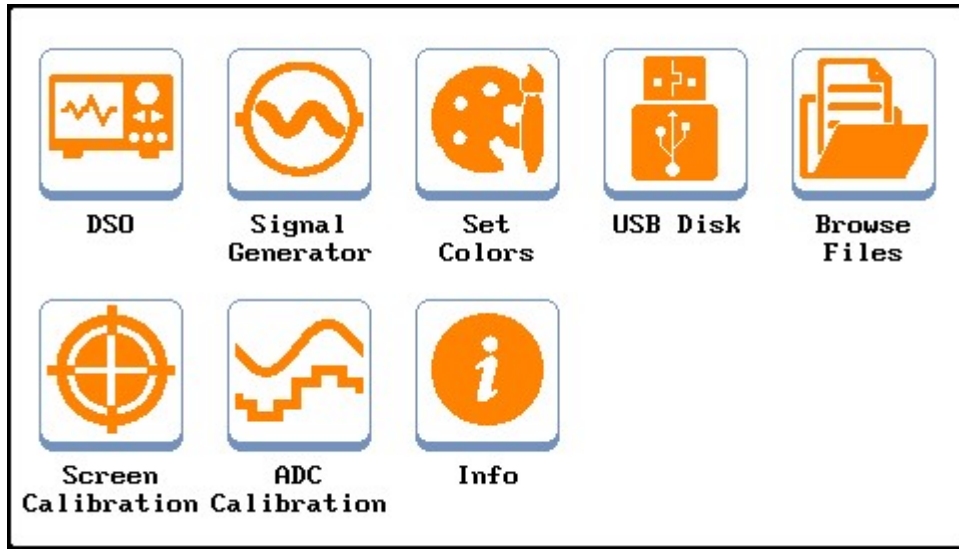 DSO
Signal
Generator
Set
Colors
USB Disk
Browse
Files
Screen
Calibration
ADC
Calibration
Info